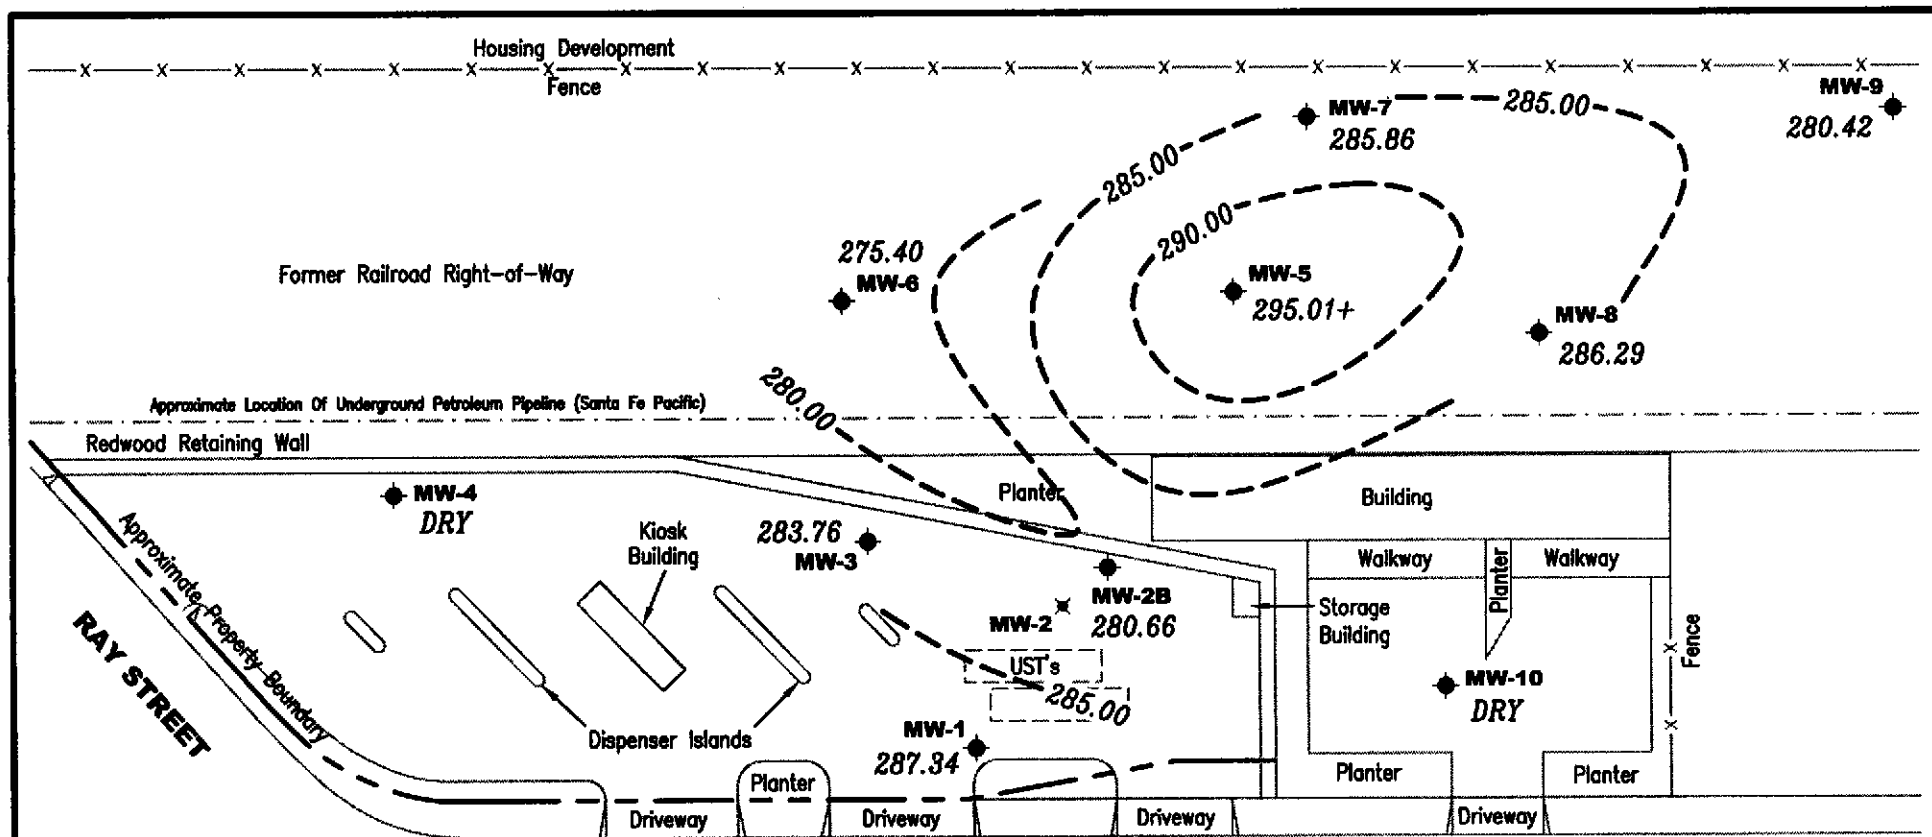 Housing Development
Fence
MW-9
280.42
MW-7
285.86
285.00
285.00
290.00
275.40
MW-6
MW-5
295.01+
Former Railroad Right-of-Way
MW-8
286.29
280.00
Approximate Location Of Underground Petroleum Pipeline (Santa Fe Pacific)
Redwood Retaining Wall
MW-4
DRY
Planter
Building
283.76
MW-3
Kiosk
Building
Walkway
Planter
Walkway
Approximate Property Boundary
RAY STREET
MW-2B
280.66
MW-2
Storage
Building
Fence
UST's
285.00
MW-10
DRY
Dispenser Islands
MW-1
287.34
Planter
Planter
Planter
Driveway
Driveway
Driveway
Driveway